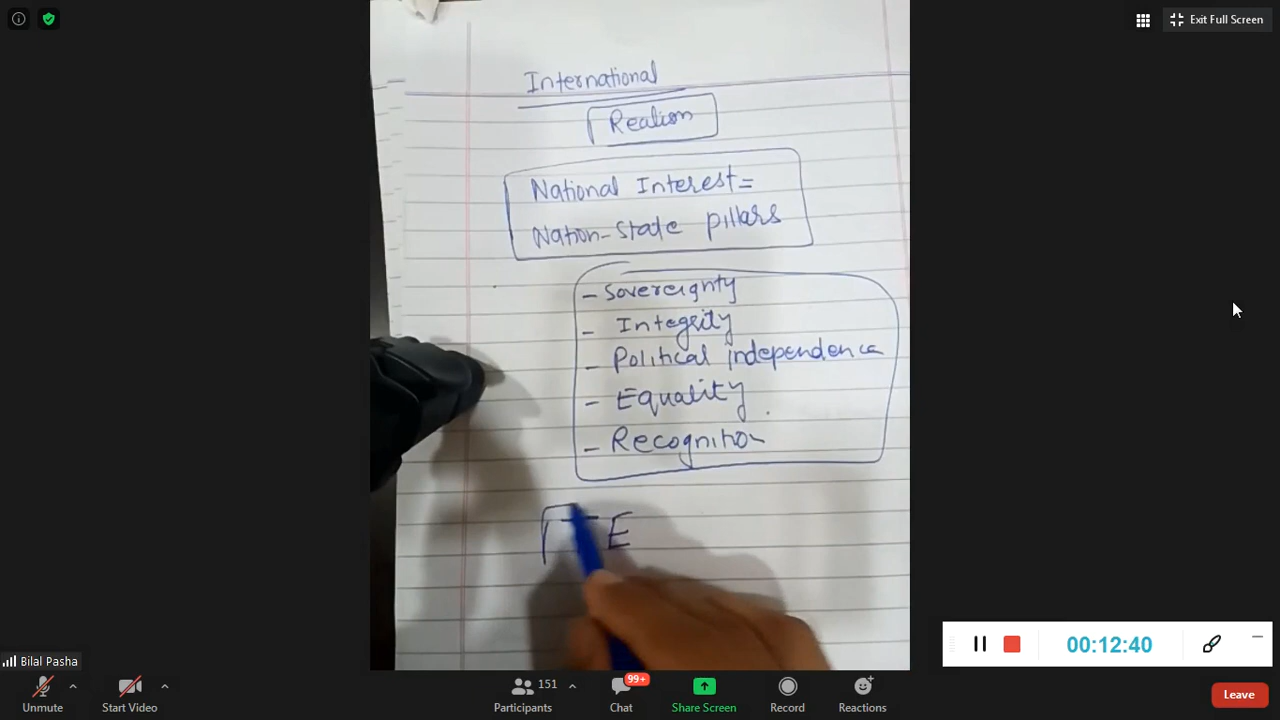 Exit Full Screen
International
Realism
National Interest =
Nation-State pillars
- Sovereignty
- Integrity
- Political independence
- Equality
- Recognition
TE
00:12:40
Bilal Pasha
Unmute
Start Video
151
Participants
99+
Chat
Share Screen
Record
Reactions
Leave